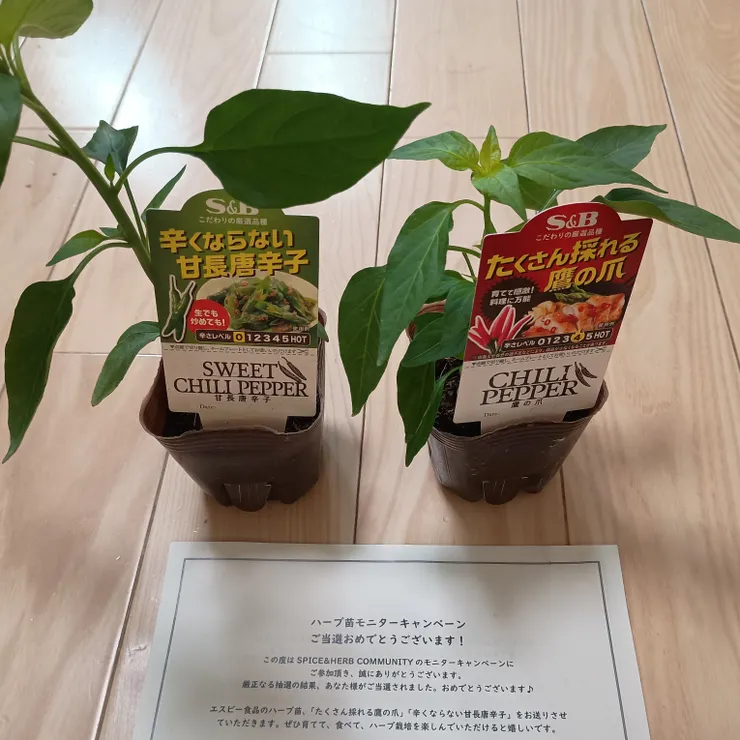 S&B
こだわりの厳選品種
辛くならない
甘長唐辛子
生でも
炒めても!
辛さレベル 0 1 2 3 4 5 HOT
SWEET
CHILI PEPPER
甘長唐辛子
Date:
S&B
こだわりの厳選品種
たくさん採れる
鷹の爪
育てて感激!
料理に万能
辛さレベル 0 1 2 3 4 5 HOT
CHILI
PEPPER
鷹の爪
Date:
ハーブ苗モニターキャンペーン
ご当選おめでとうございます!
この度は SPICE&HERB COMMUNITY のモニターキャンペーンに
ご参加頂き、誠にありがとうございます。
厳正なる抽選の結果、あなた様がご当選されました。おめでとうございます♪
エスビー食品のハーブ苗、「たくさん採れる鷹の爪」「辛くならない甘長唐辛子」をお送りさせ
ていただきます。ぜひ育てて、食べて、ハーブ栽培を楽しんでいただけると嬉しいです。